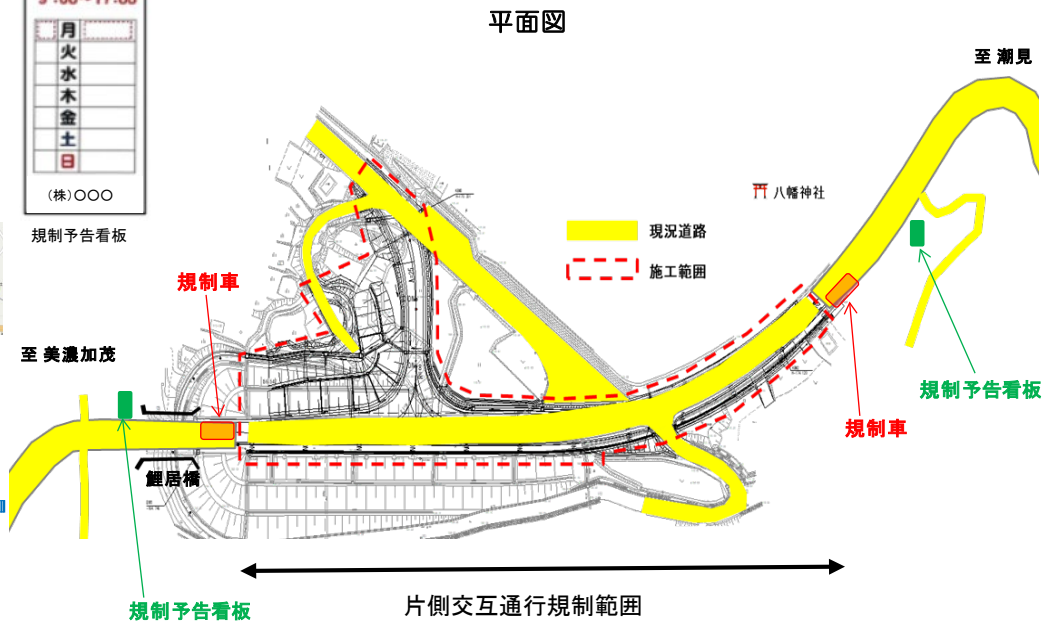 平面図
9:00~17:00
月
火
水
木
金
土
日
(株)○○○
規制予告看板
至 潮見
八幡神社
現況道路
施工範囲
規制車
至 美濃加茂
規制予告看板
規制車
鯉居橋
片側交互通行規制範囲
規制予告看板